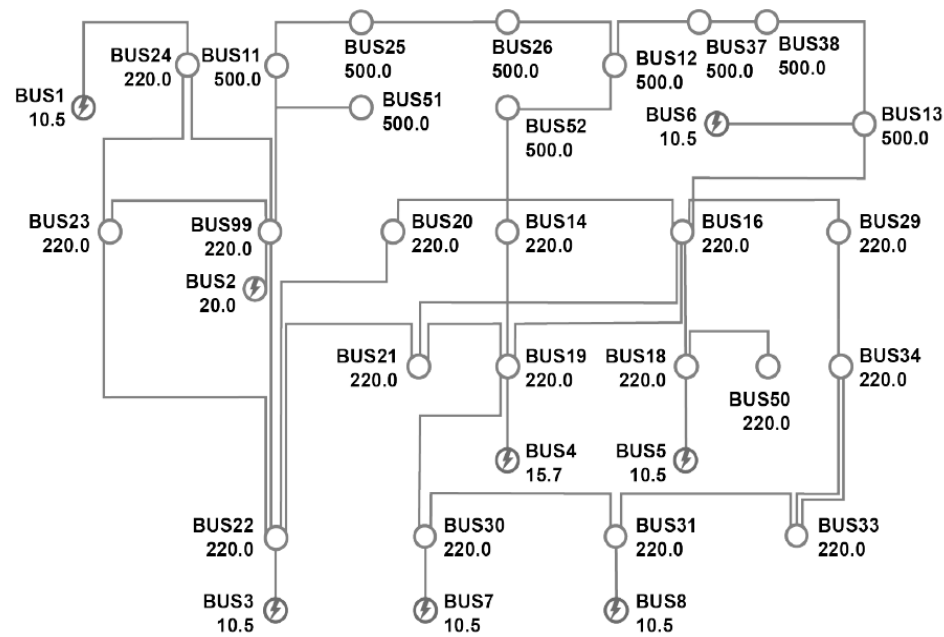 BUS24
220.0
BUS11
500.0
BUS25
500.0
BUS26
500.0
BUS12
500.0
BUS37
500.0
BUS38
500.0
BUS1
10.5
BUS51
500.0
BUS52
500.0
BUS6
10.5
BUS13
500.0
BUS23
220.0
BUS99
220.0
BUS20
220.0
BUS14
220.0
BUS16
220.0
BUS29
220.0
BUS2
20.0
BUS21
220.0
BUS19
220.0
BUS18
220.0
BUS50
220.0
BUS34
220.0
BUS4
15.7
BUS5
10.5
BUS22
220.0
BUS30
220.0
BUS31
220.0
BUS33
220.0
BUS3
10.5
BUS7
10.5
BUS8
10.5